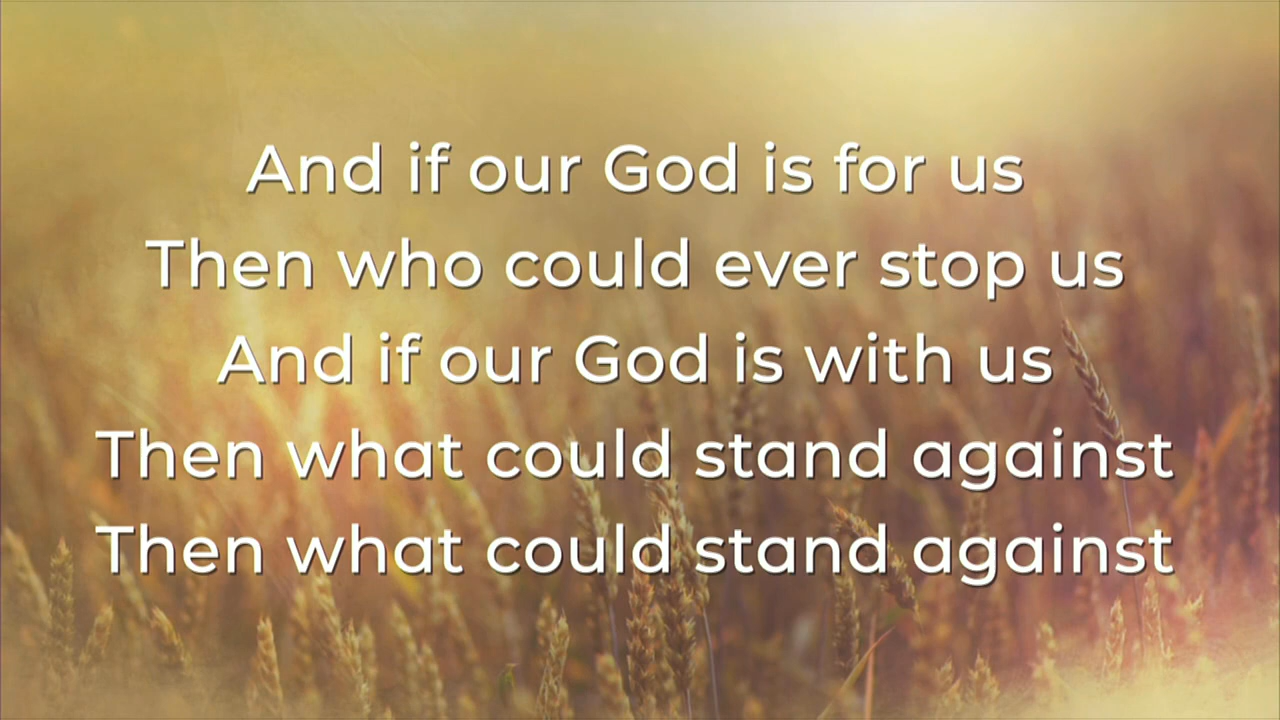 And if our God is for us
Then who could ever stop us
And if our God is with us
Then what could stand against
Then what could stand against